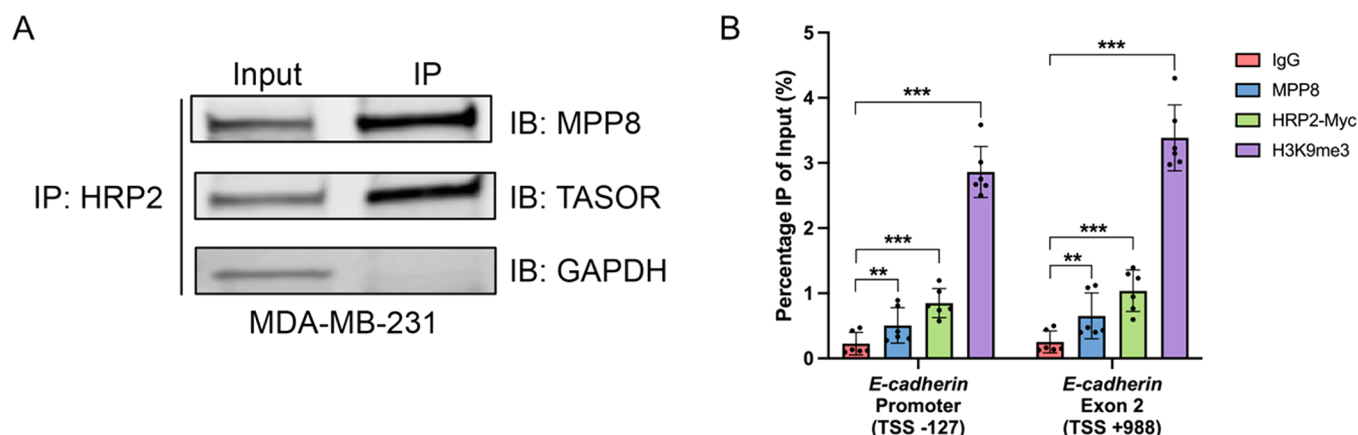 A
Input IP
IP: HRP2
IB: MPP8
IB: TASOR
IB: GAPDH
MDA-MB-231
B
Percentage IP of Input (%)
5
4
3
2
1
0
***
**
***
***
**
***
E-cadherin
Promoter
(TSS -127)
E-cadherin
Exon 2
(TSS +988)
IgG
MPP8
HRP2-Myc
H3K9me3